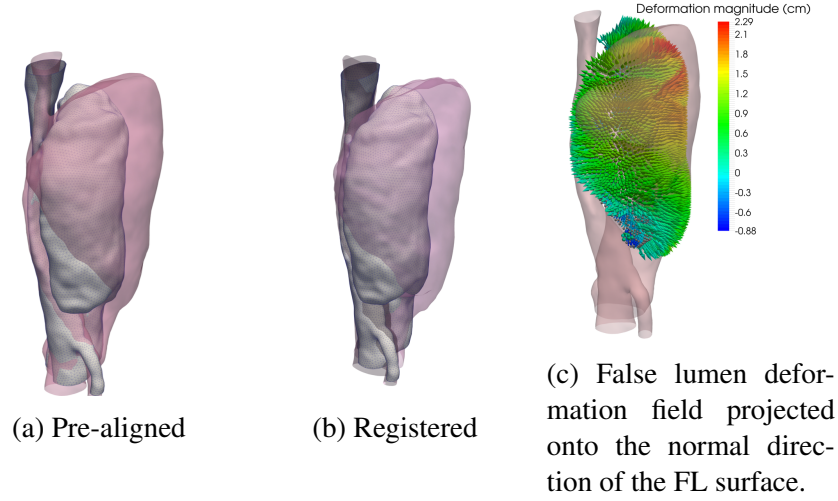 Deformation magnitude (cm)
2.29
2.1
1.8
1.5
1.2
0.9
0.6
0.3
0
-0.3
-0.6
-0.88
(a) Pre-aligned
(b) Registered
(c) False lumen defor-
mation field projected
onto the normal direc-
tion of the FL surface.